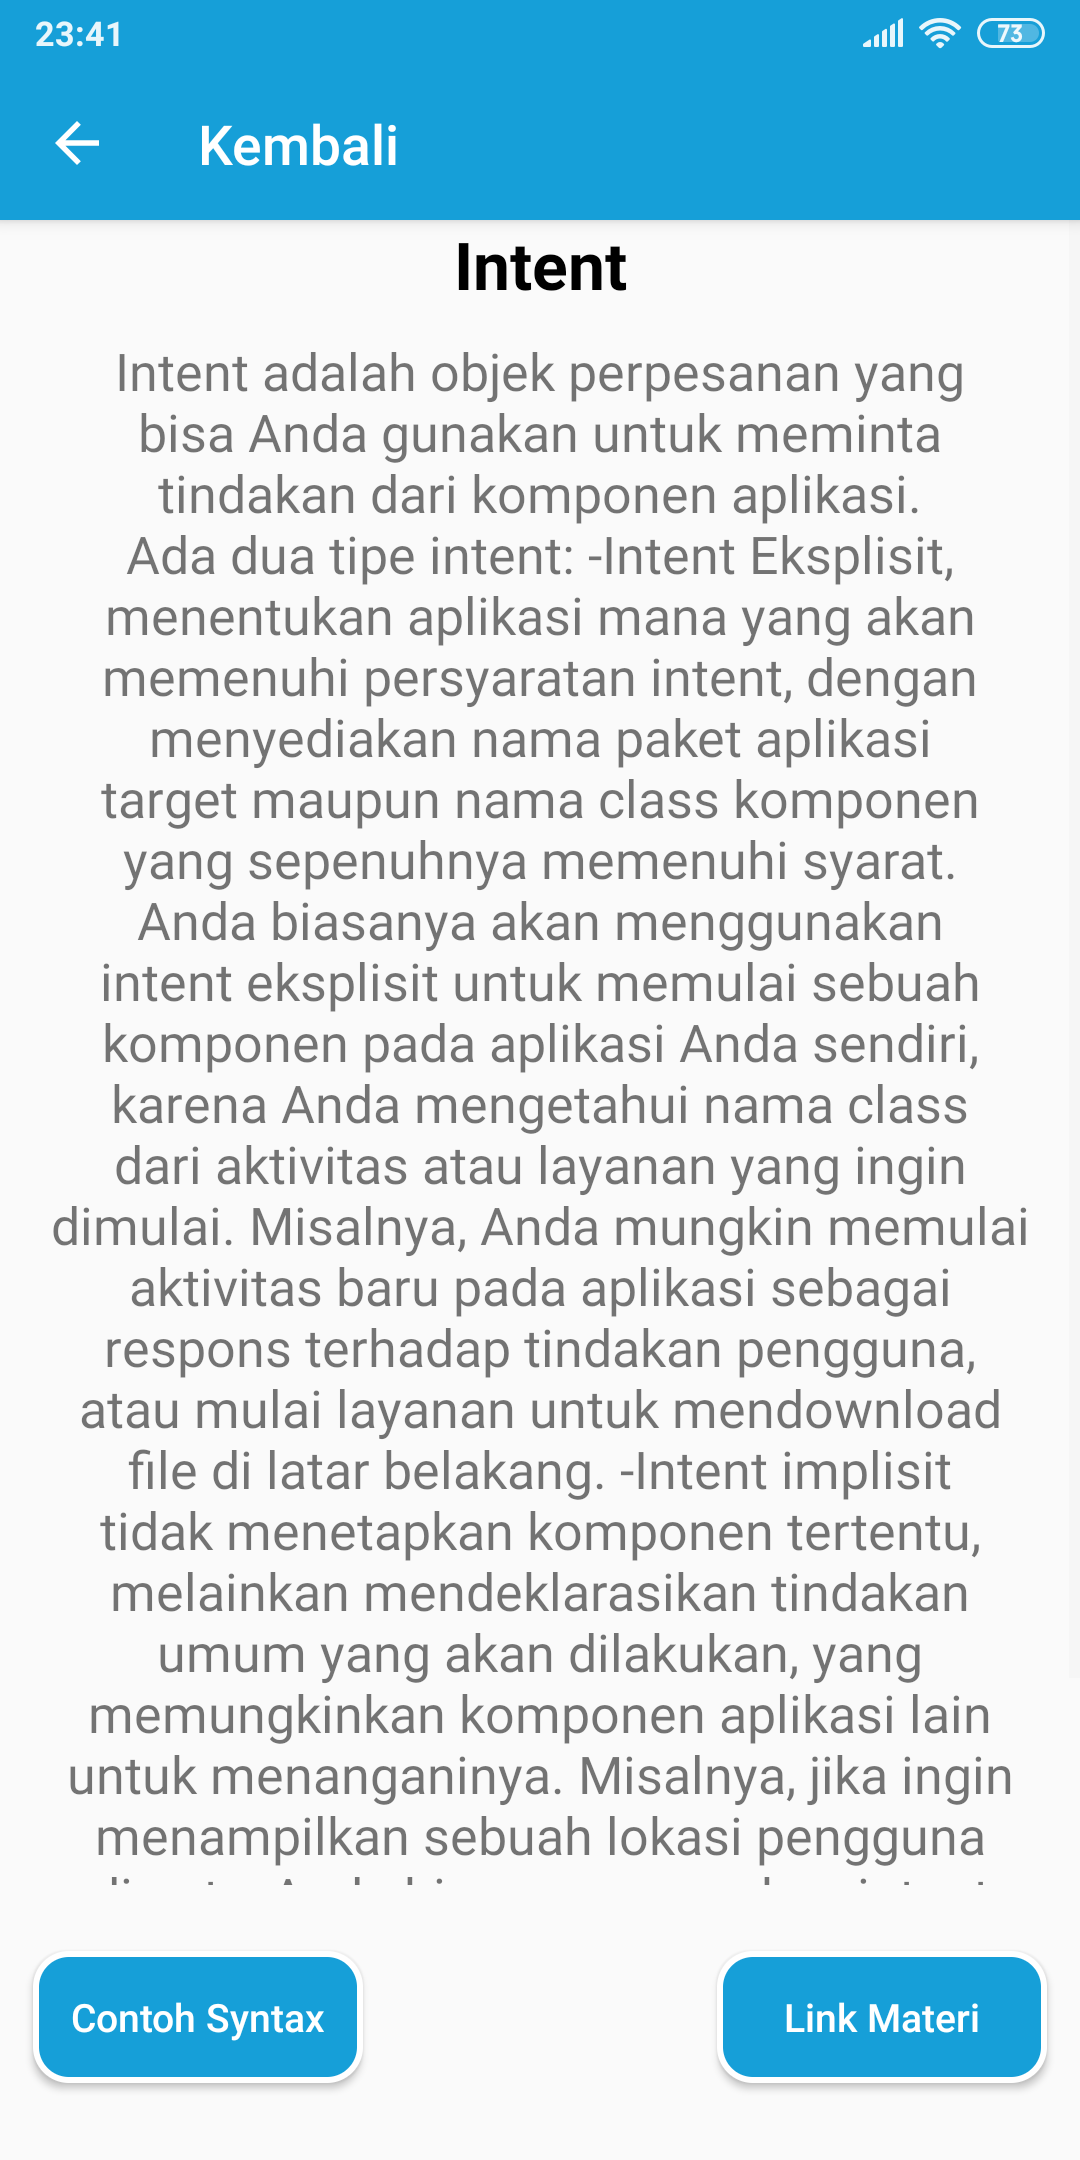 23:41
73
Kembali
Intent
Intent adalah objek perpesanan yang
bisa Anda gunakan untuk meminta
tindakan dari komponen aplikasi.
Ada dua tipe intent: -Intent Eksplisit,
menentukan aplikasi mana yang akan
memenuhi persyaratan intent, dengan
menyediakan nama paket aplikasi
target maupun nama class komponen
yang sepenuhnya memenuhi syarat.
Anda biasanya akan menggunakan
intent eksplisit untuk memulai sebuah
komponen pada aplikasi Anda sendiri,
karena Anda mengetahui nama class
dari aktivitas atau layanan yang ingin
dimulai. Misalnya, Anda mungkin memulai
aktivitas baru pada aplikasi sebagai
respons terhadap tindakan pengguna,
atau mulai layanan untuk mendownload
file di latar belakang. -Intent implisit
tidak menetapkan komponen tertentu,
melainkan mendeklarasikan tindakan
umum yang akan dilakukan, yang
memungkinkan komponen aplikasi lain
untuk menanganinya. Misalnya, jika ingin
menampilkan sebuah lokasi pengguna
Contoh Syntax
Link Materi